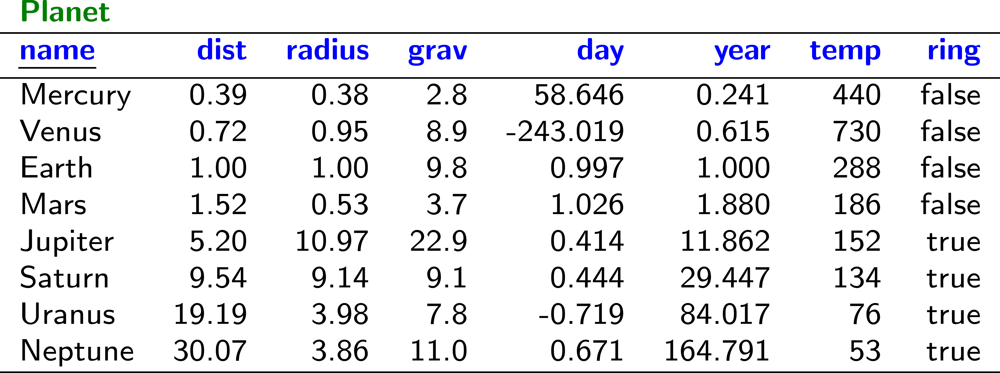 Planet
name dist radius grav day year temp ring
Mercury 0.39 0.38 2.8 58.646 0.241 440 false
Venus 0.72 0.95 8.9 -243.019 0.615 730 false
Earth 1.00 1.00 9.8 0.997 1.000 288 false
Mars 1.52 0.53 3.7 1.026 1.880 186 false
Jupiter 5.20 10.97 22.9 0.414 11.862 152 true
Saturn 9.54 9.14 9.1 0.444 29.447 134 true
Uranus 19.19 3.98 7.8 -0.719 84.017 76 true
Neptune 30.07 3.86 11.0 0.671 164.791 53 true